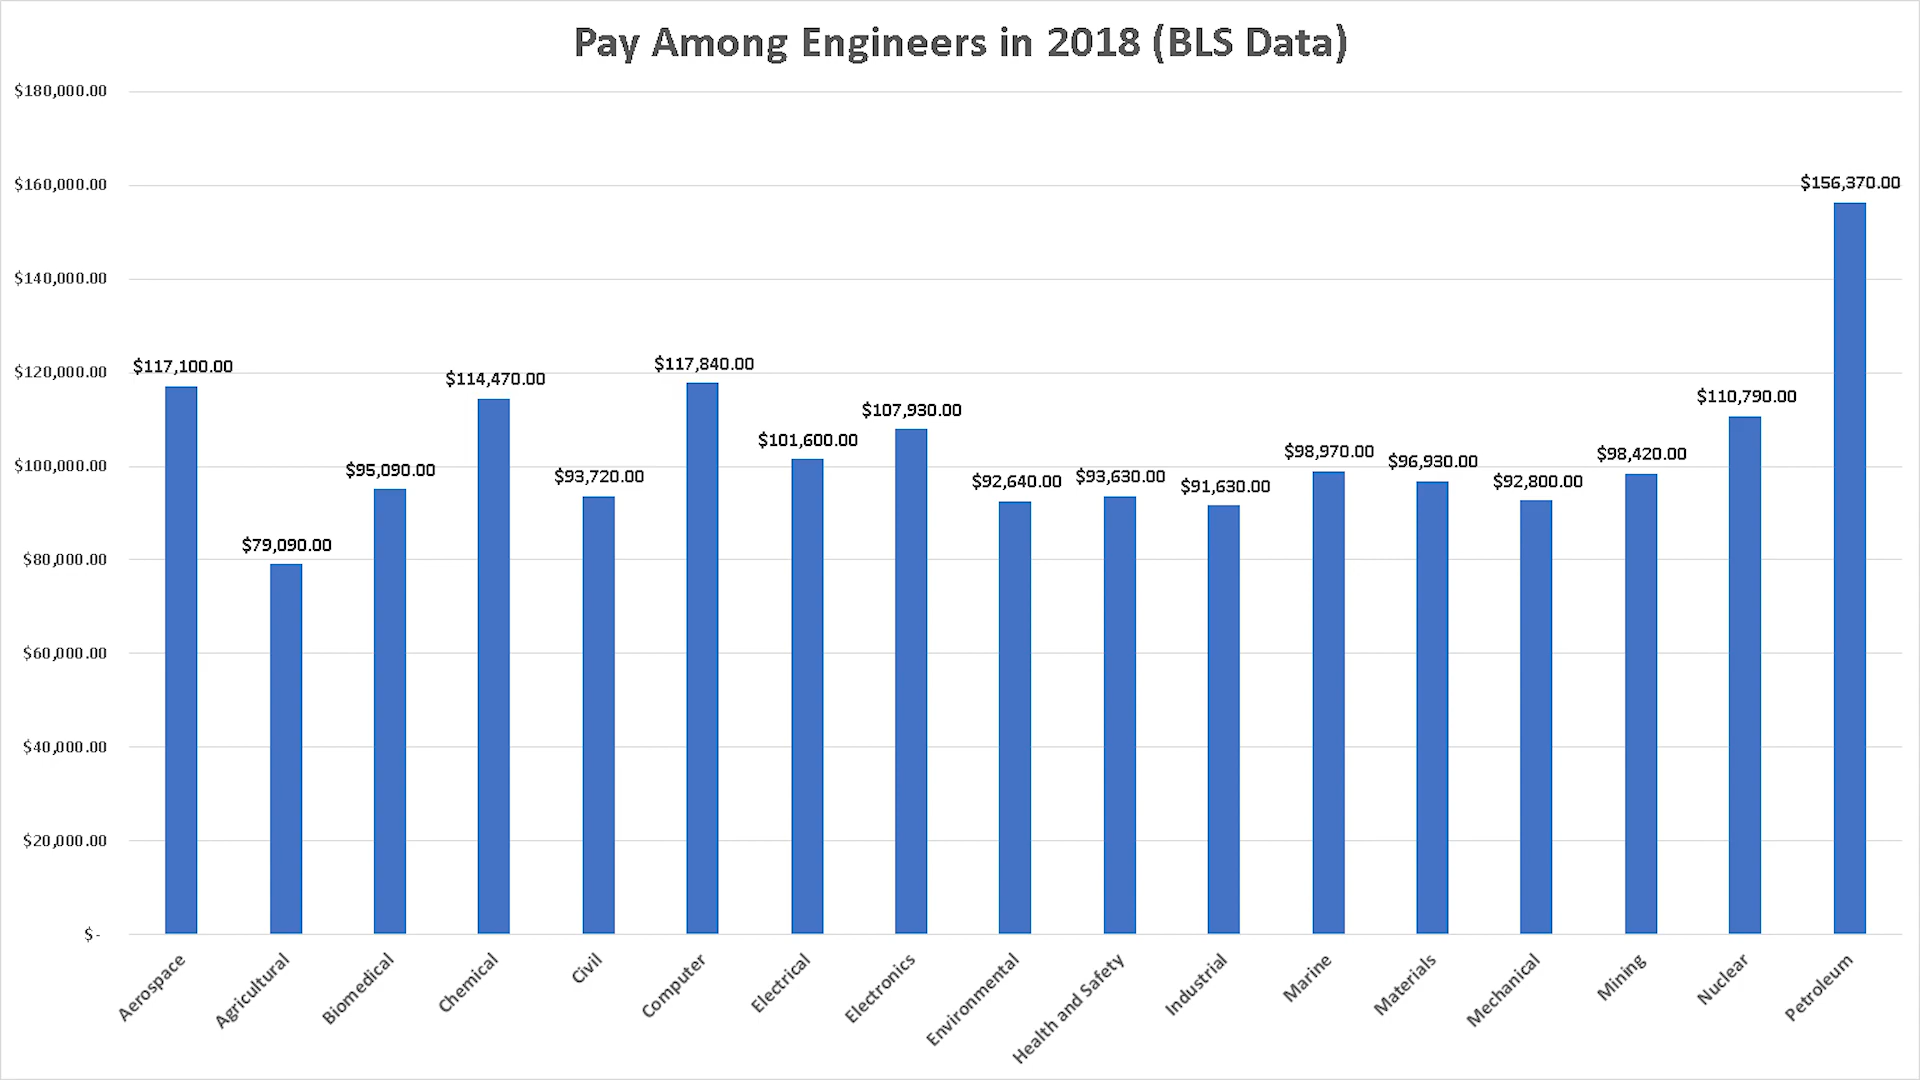 Pay Among Engineers in 2018 (BLS Data)
$180,000.00
$160,000.00
$140,000.00
$120,000.00
$100,000.00
$80,000.00
$60,000.00
$40,000.00
$20,000.00
$-
$117,100.00
$79,090.00
$95,090.00
$114,470.00
$93,720.00
$117,840.00
$101,600.00
$107,930.00
$92,640.00
$93,630.00
$91,630.00
$98,970.00
$96,930.00
$92,800.00
$98,420.00
$110,790.00
$156,370.00
Aerospace
Agricultural
Biomedical
Chemical
Civil
Computer
Electrical
Electronics
Environmental
Health and Safety
Industrial
Marine
Materials
Mechanical
Mining
Nuclear
Petroleum